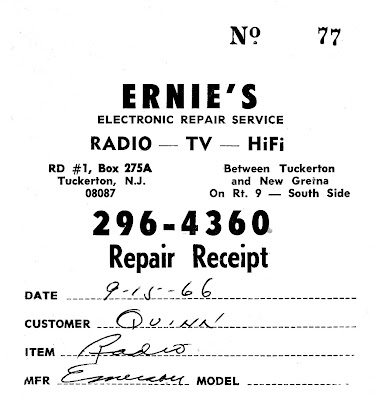 Nº 77
ERNIE'S
ELECTRONIC REPAIR SERVICE
RADIO — TV — HiFi
RD #1, Box 275A
Tuckerton, N.J.
08087
Between Tuckerton
and New Gretna
On Rt. 9 — South Side
296-4360
Repair Receipt
DATE 9-15-66
CUSTOMER QUINN
ITEM Radio
MFR Emerson MODEL